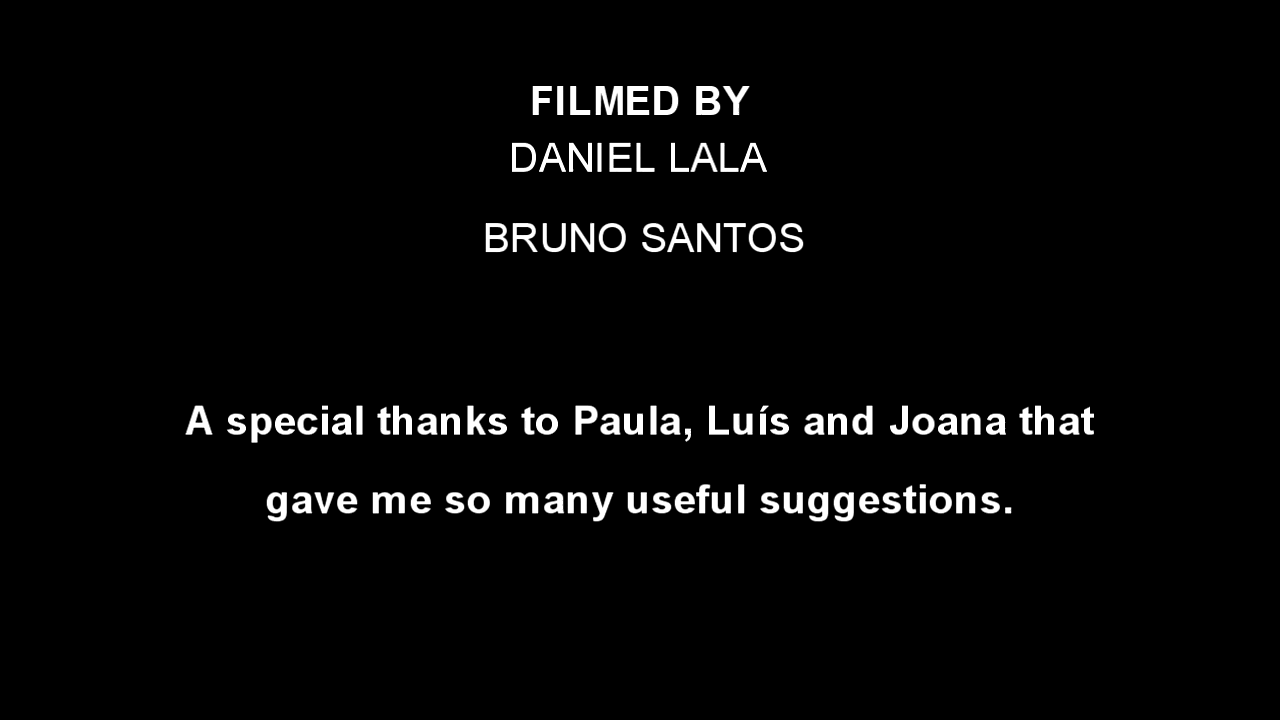 FILMED BY
DANIEL LALA
BRUNO SANTOS
A special thanks to Paula, Luís and Joana that
gave me so many useful suggestions.